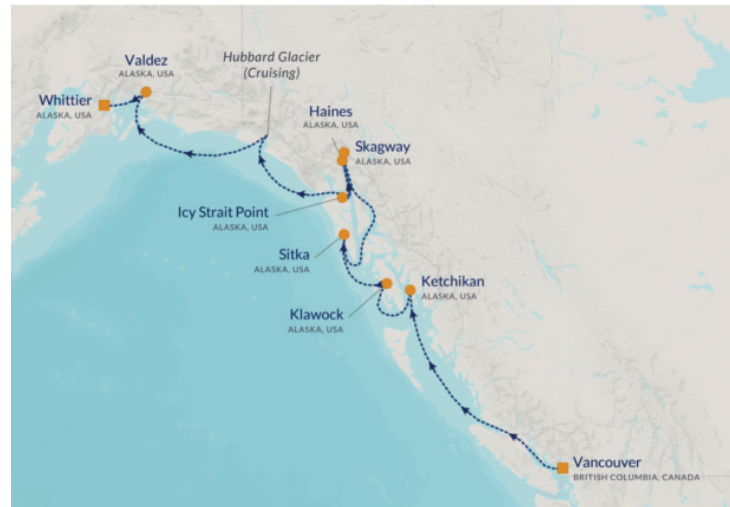 Hubbard Glacier
(Cruising)
Valdez
ALASKA, USA
Whittier
ALASKA, USA
Haines
ALASKA, USA
Skagway
ALASKA, USA
Icy Strait Point
ALASKA, USA
Sitka
ALASKA, USA
Ketchikan
ALASKA, USA
Klawock
ALASKA, USA
Vancouver
BRITISH COLUMBIA, CANADA